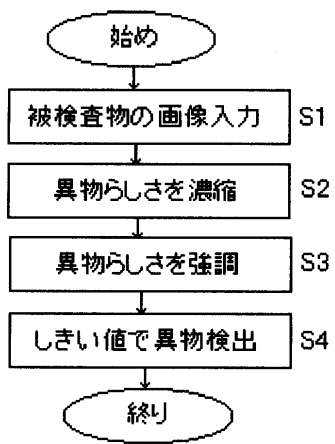 始め
被検査物の画像入力 S1
異物らしさを濃縮 S2
異物らしさを強調 S3
しきい値で異物検出 S4
終り